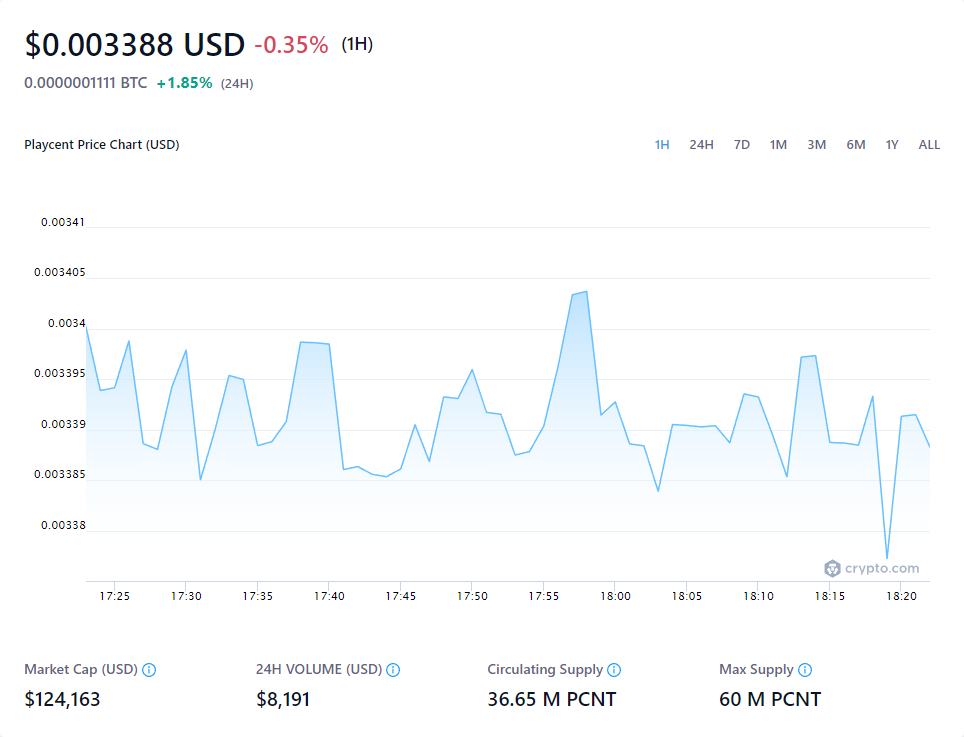 $0.003388 USD -0.35% (1H)
0.0000001111 BTC +1.85% (24H)
Playcent Price Chart (USD) 1H 24H 7D 1M 3M 6M 1Y ALL
0.00341
0.003405
0.0034
0.003395
0.00339
0.003385
0.00338
crypto.com
17:25 17:30 17:35 17:40 17:45 17:50 17:55 18:00 18:05 18:10 18:15 18:20
Market Cap (USD) 24H VOLUME (USD) Circulating Supply Max Supply
$124,163 $8,191 36.65 M PCNT 60 M PCNT